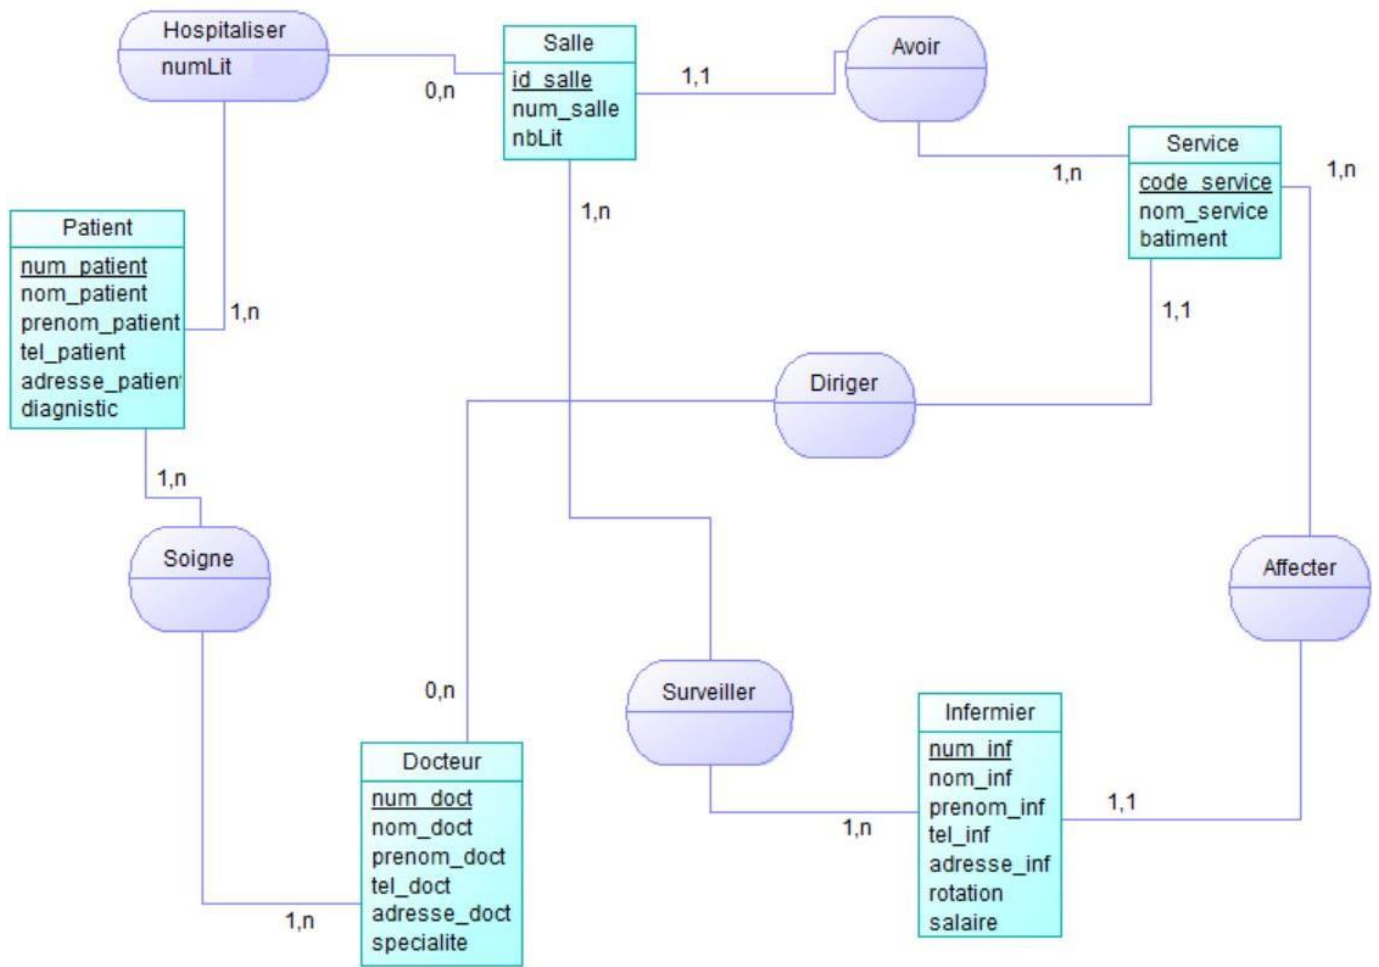 Hospitaliser
numLit
0,n
Salle
id_salle
num_salle
nbLit
1,1
Avoir
1,n
Service
code_service
nom_service
batiment
1,n
1,n
Patient
num_patient
nom_patient
prenom_patient
tel_patient
adresse_patient
diagnistic
1,n
1,1
Diriger
1,n
Soigne
Affecter
0,n
Surveiller
Docteur
num_doct
nom_doct
prenom_doct
tel_doct
adresse_doct
specialite
1,n
Infermier
num_inf
nom_inf
prenom_inf
tel_inf
adresse_inf
rotation
salaire
1,n
1,1